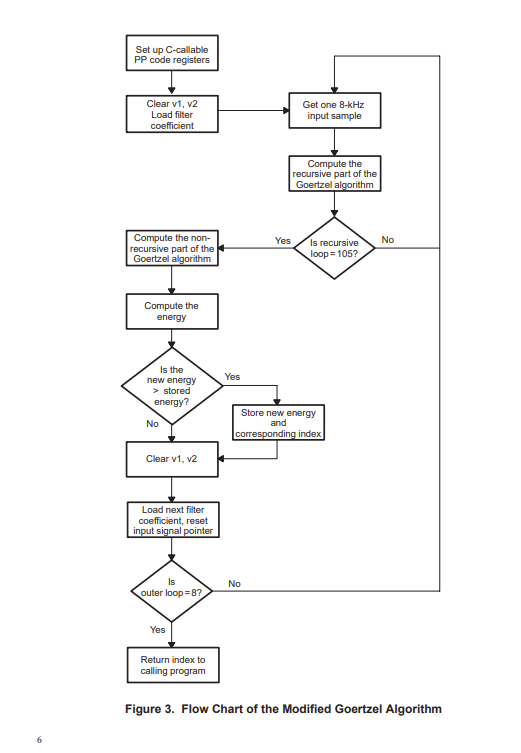 Set up C-callable
PP code registers
Clear v1, v2
Load filter
coefficient
Get one 8-kHz
input sample
Compute the
recursive part of the
Goertzel algorithm
Is recursive
loop = 105?
Yes
No
Compute the non-
recursive part of the
Goertzel algorithm
Compute the
energy
Is the
new energy
> stored
energy?
Yes
No
Store new energy
and
corresponding index
Clear v1, v2
Load next filter
coefficient, reset
input signal pointer
Is
outer loop = 8?
No
Yes
Return index to
calling program
Figure 3. Flow Chart of the Modified Goertzel Algorithm
6